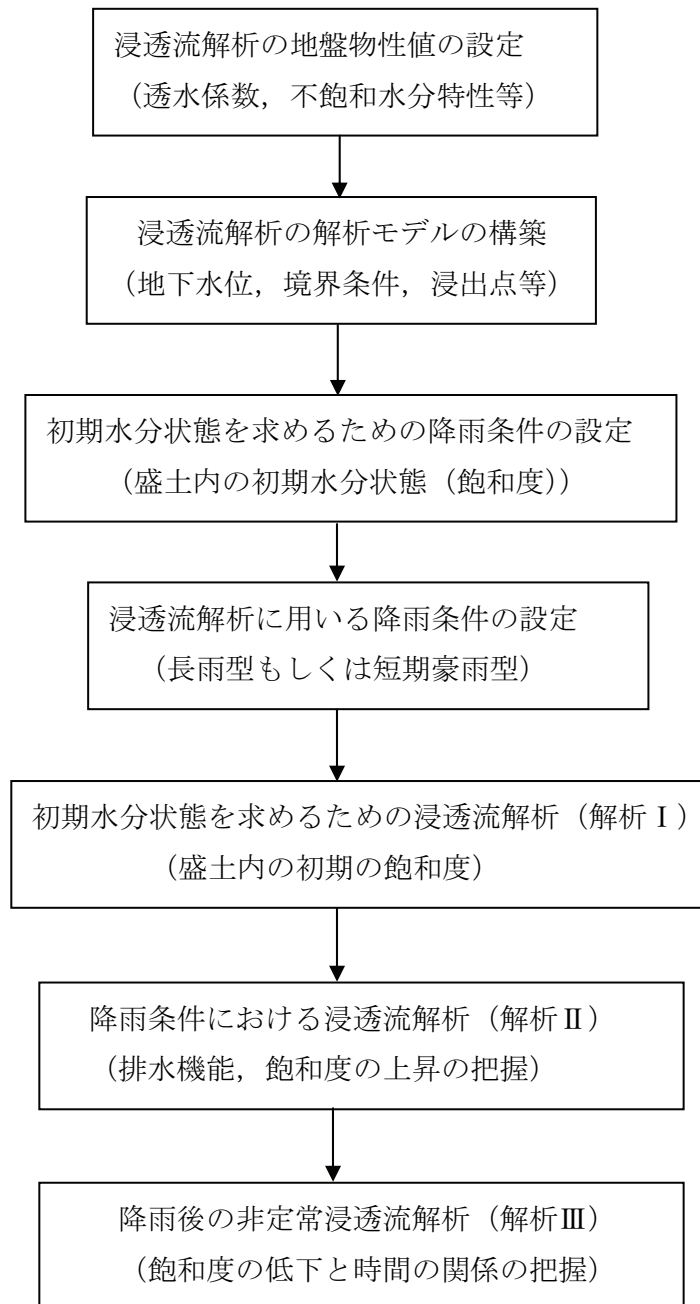 浸透流解析の地盤物性値の設定
（透水係数，不飽和水分特性等）
浸透流解析の解析モデルの構築
（地下水位，境界条件，浸出点等）
初期水分状態を求めるための降雨条件の設定
（盛土内の初期水分状態（飽和度））
浸透流解析に用いる降雨条件の設定
（長雨型もしくは短期豪雨型）
初期水分状態を求めるための浸透流解析（解析Ⅰ）
（盛土内の初期の飽和度）
降雨条件における浸透流解析（解析Ⅱ）
（排水機能，飽和度の上昇の把握）
降雨後の非定常浸透流解析（解析Ⅲ）
（飽和度の低下と時間の関係の把握）